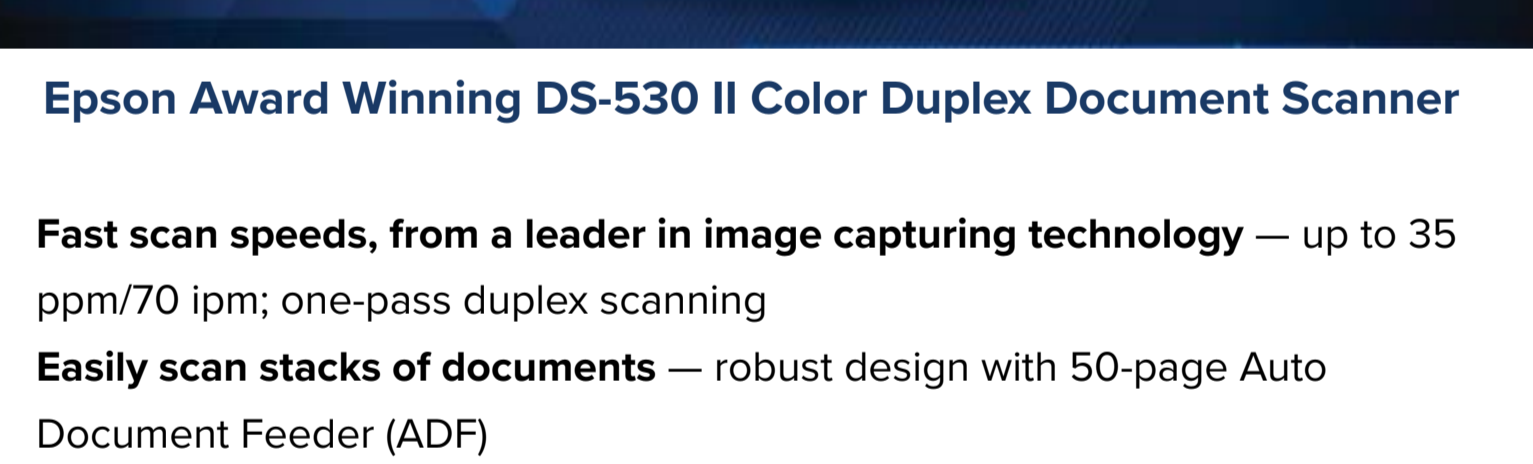 Epson Award Winning DS-530 II Color Duplex Document Scanner
Fast scan speeds, from a leader in image capturing technology — up to 35
ppm/70 ipm; one-pass duplex scanning
Easily scan stacks of documents — robust design with 50-page Auto
Document Feeder (ADF)